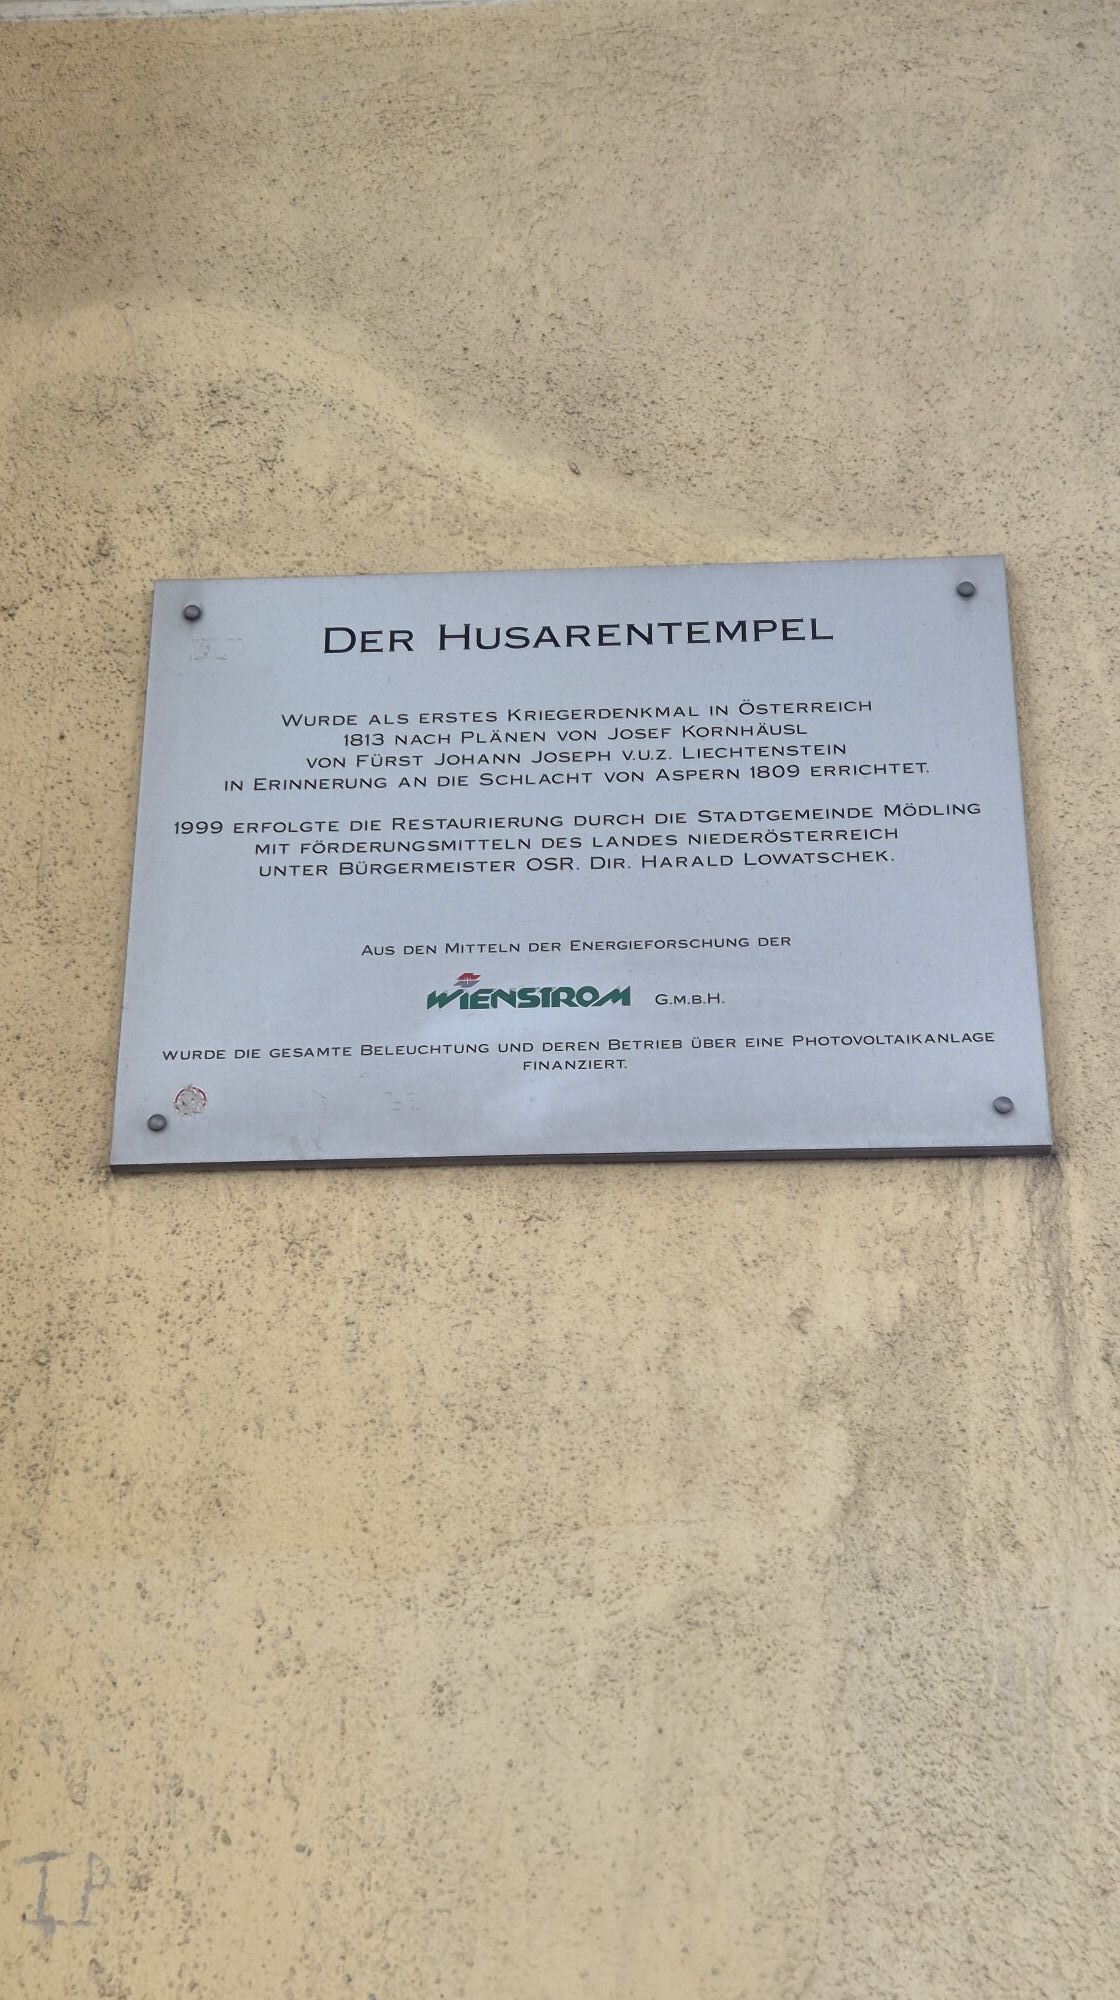 DER HUSARENTEMPEL
WURDE ALS ERSTES KRIEGERDENKMAL IN ÖSTERREICH
1813 NACH PLÄNEN VON JOSEF KORNHÄUSL
VON FÜRST JOHANN JOSEPH V.U.Z. LIECHTENSTEIN
IN ERINNERUNG AN DIE SCHLACHT VON ASPERN 1809 ERRICHTET.
1999 ERFOLGTE DIE RESTAURIERUNG DURCH DIE STADTGEMEINDE MÖDLING
MIT FÖRDERUNGSMITTELN DES LANDES NIEDERÖSTERREICH
UNTER BÜRGERMEISTER OSR. DIR. HARALD LOWATSCHEK.
AUS DEN MITTELN DER ENERGIEFORSCHUNG DER
WIENSTROM G.M.B.H.
WURDE DIE GESAMTE BELEUCHTUNG UND DEREN BETRIEB ÜBER EINE PHOTOVOLTAIKANLAGE
FINANZIERT.